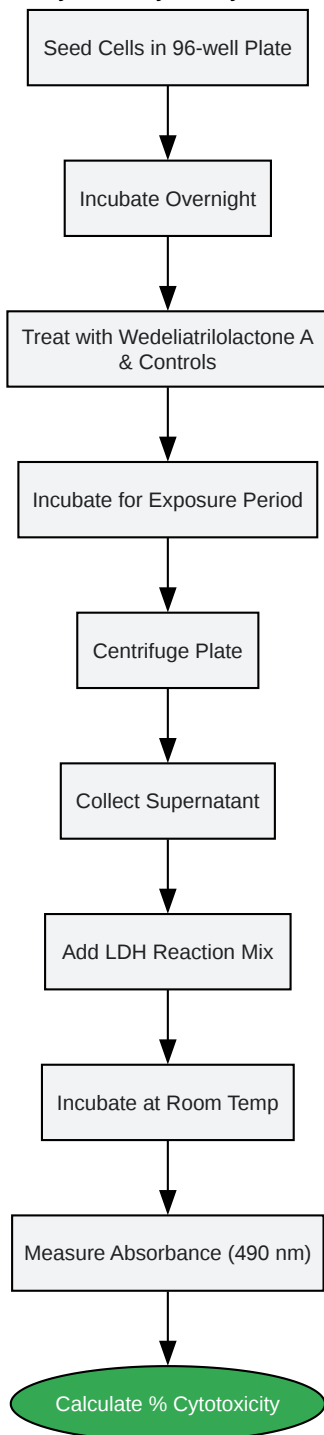 Seed Cells in 96-well Plate
Incubate Overnight
Treat with Wedeliatrilolactone A
& Controls
Incubate for Exposure Period
Centrifuge Plate
Collect Supernatant
Add LDH Reaction Mix
Incubate at Room Temp
Measure Absorbance (490 nm)
Calculate % Cytotoxicity